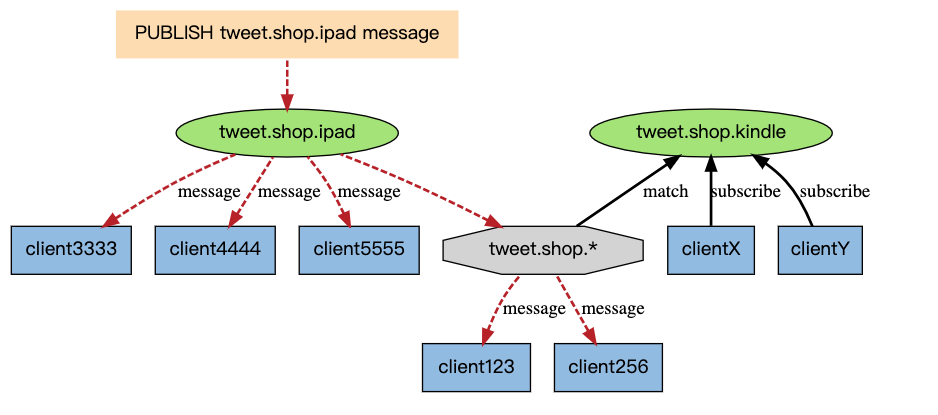 PUBLISH tweet.shop.ipad message
tweet.shop.ipad
tweet.shop.kindle
message
message
message
match
subscribe
subscribe
client3333
client4444
client5555
tweet.shop.*
clientX
clientY
message
message
client123
client256